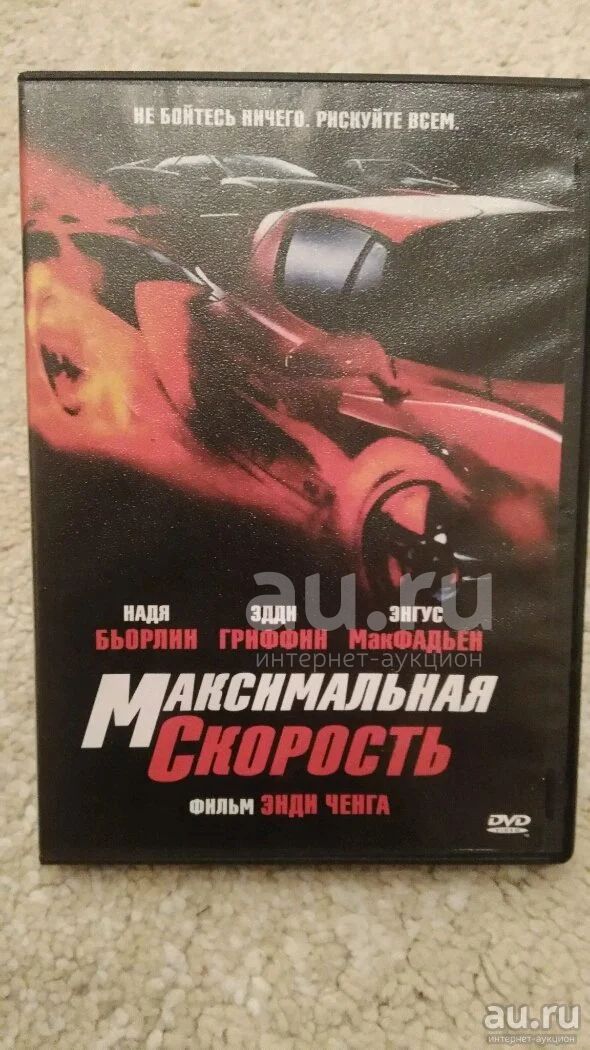 НЕ БОЙТЕСЬ НИЧЕГО. РИСКУЙТЕ ВСЕМ.
НАДЯ ЭДДИ ЭНГУС
БЬОРЛИН ГРИФФИН МакФАДЬЕН
au.ru
интернет-аукцион
МАКСИМАЛЬНАЯ
СКОРОСТЬ
ФИЛЬМ ЭНДИ ЧЕНГА
DVD
VIDEO
au.ru
интернет-аукцион